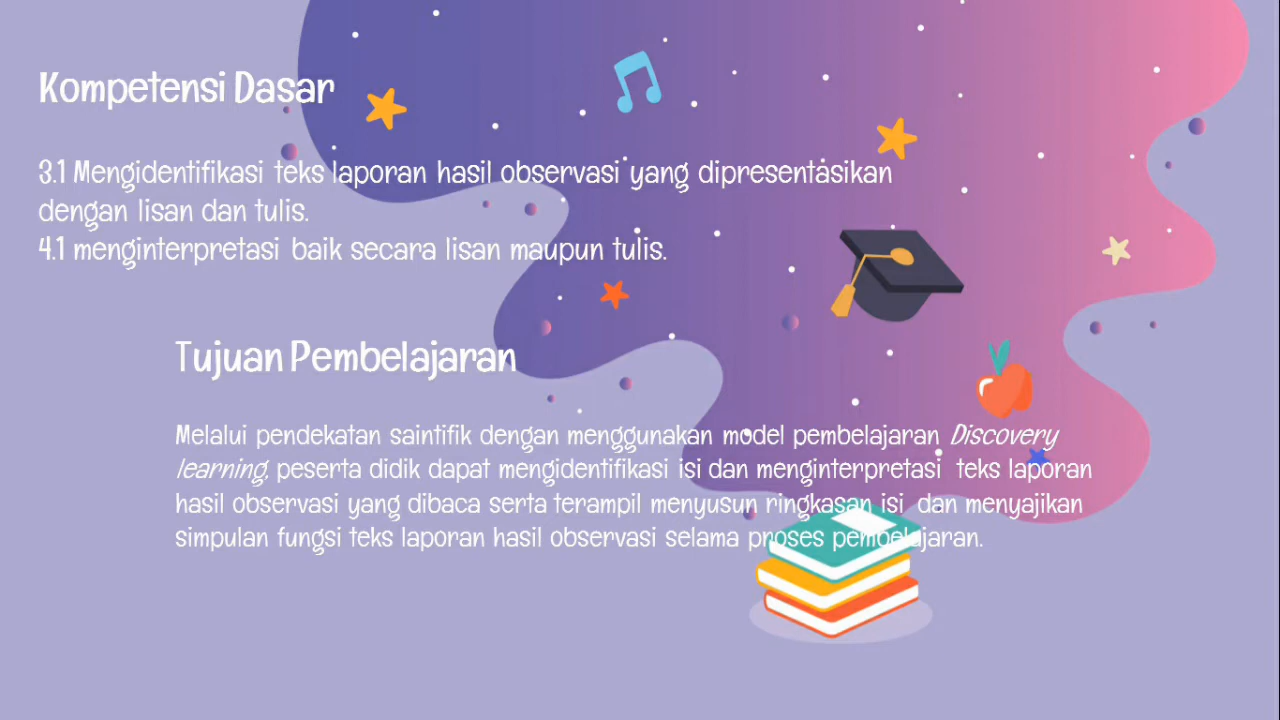 Kompetensi Dasar
3.1 Mengidentifikasi teks laporan hasil observasi yang dipresentasikan
dengan lisan dan tulis.
4.1 menginterpretasi baik secara lisan maupun tulis.
Tujuan Pembelajaran
Melalui pendekatan saintifik dengan menggunakan model pembelajaran Discovery
learning, peserta didik dapat mengidentifikasi isi dan menginterpretasi teks laporan
hasil observasi yang dibaca serta terampil menyusun ringkasan isi dan menyajikan
simpulan fungsi teks laporan hasil observasi selama proses pembelajaran.